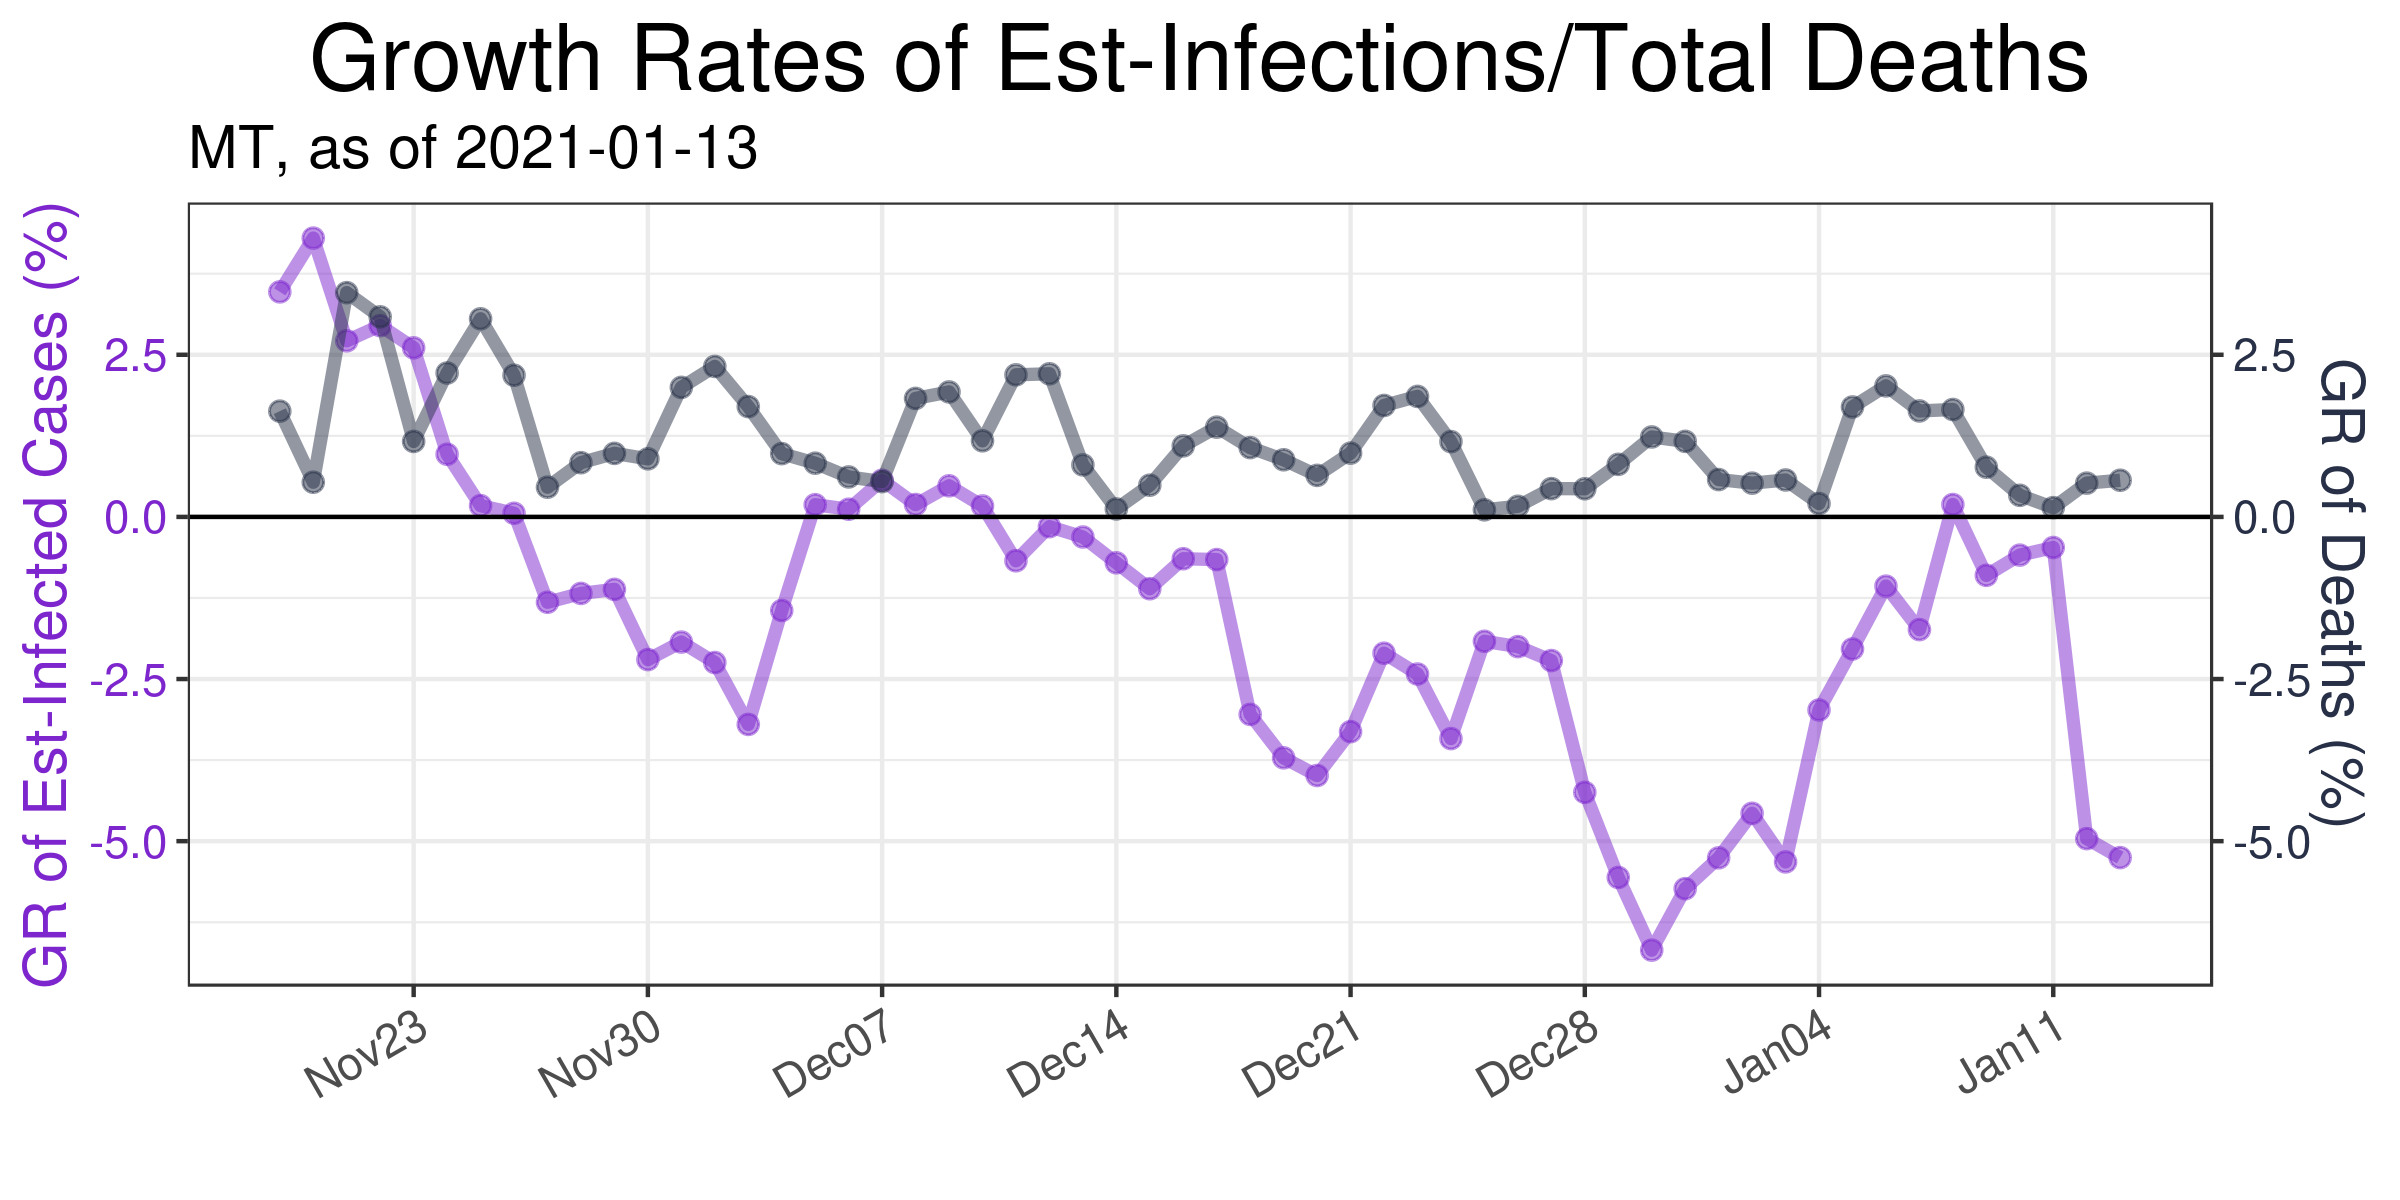 Growth Rates of Est-Infections/Total Deaths
MT, as of 2021-01-13
GR of Est-Infected Cases (%)
2.5
0.0
-2.5
-5.0
2.5
0.0
-2.5
-5.0
GR of Deaths (%)
Nov23
Nov30
Dec07
Dec14
Dec21
Dec28
Jan04
Jan11